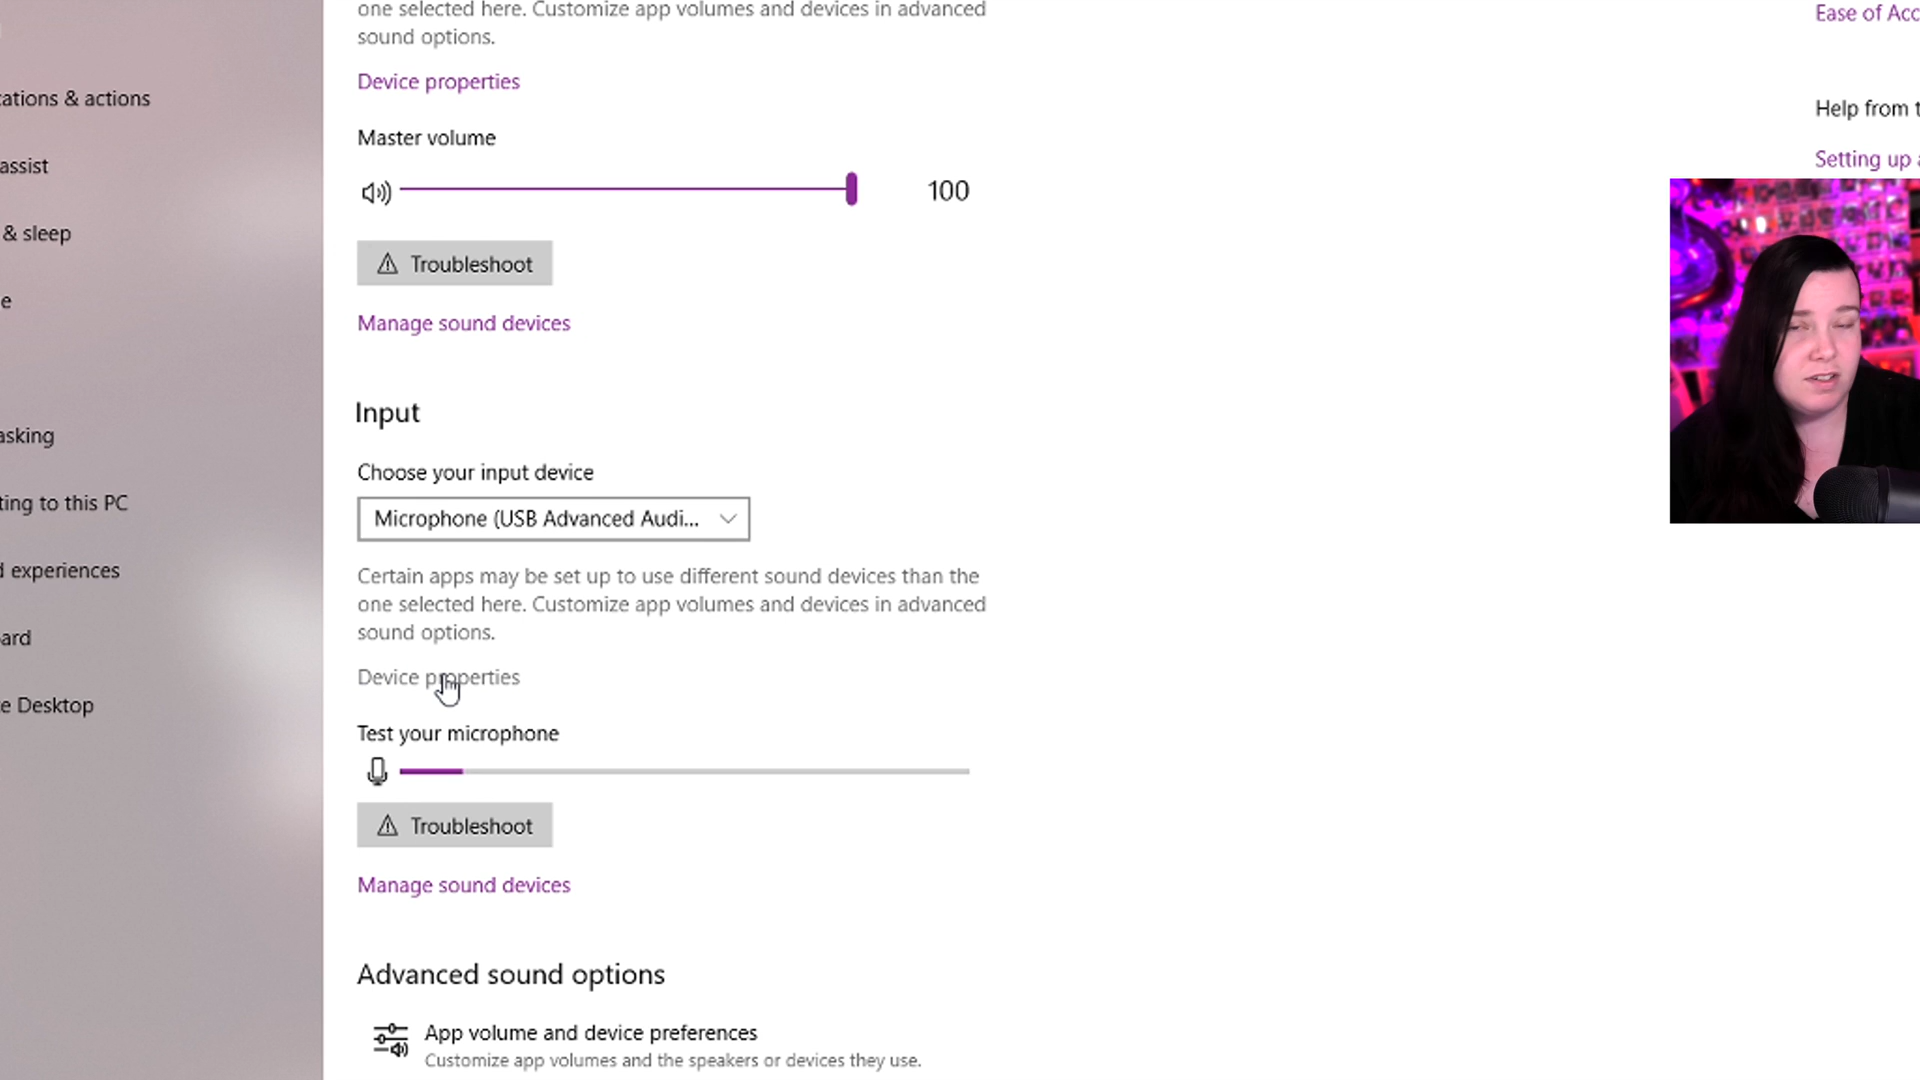 cations & actions
assist
& sleep
e
asking
ting to this PC
d experiences
ard
e Desktop
one selected here. Customize app volumes and devices in advanced
sound options.
Device properties
Master volume
100
Troubleshoot
Manage sound devices
Input
Choose your input device
Microphone (USB Advanced Audi...
Certain apps may be set up to use different sound devices than the
one selected here. Customize app volumes and devices in advanced
sound options.
Device properties
Test your microphone
Troubleshoot
Manage sound devices
Advanced sound options
App volume and device preferences
Customize app volumes and the speakers or devices they use.
Ease of Acc
Help from t
Setting up a